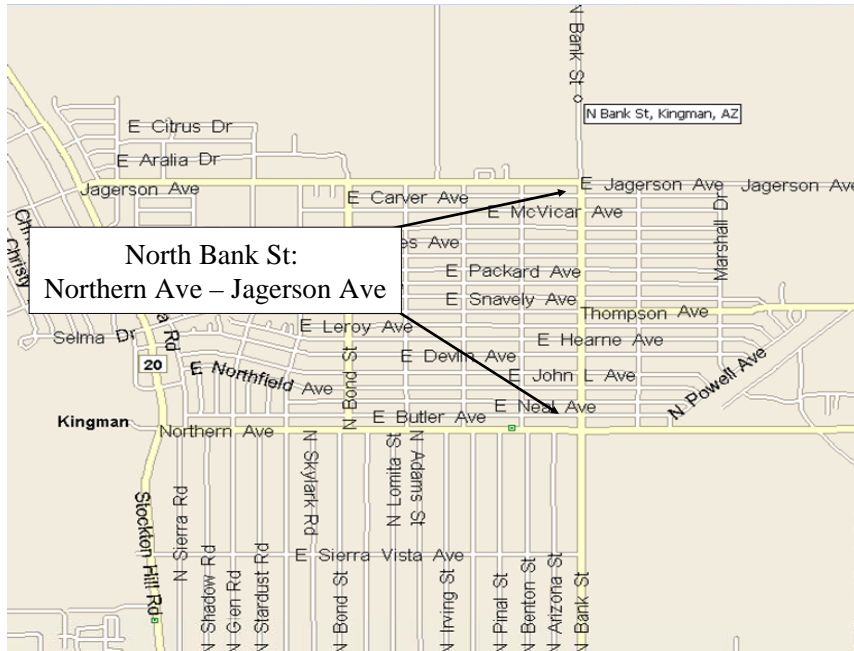 N Bank St
N Bank St, Kingman, AZ
E Citrus Dr
E Aralia Dr
Jagerson Ave
E Jagerson Ave
Jagerson Ave
E Carver Ave
E McVicar Ave
Marshall Dr
Christy
North Bank St:
Northern Ave – Jagerson Ave
E Packard Ave
E Snavely Ave
Thompson Ave
E Leroy Ave
Selma Dr
E Hearne Ave
E Devlin Ave
20
E Northfield Ave
N Bond St
E John L Ave
N Powell Ave
E Neal Ave
E Butler Ave
Kingman
Northern Ave
Stockton Hill Rd
N Sierra Rd
N Shadow Rd
N Glen Rd
N Stardust Rd
N Skylark Rd
N Bond St
N Lomita St
N Adams St
E Sierra Vista Ave
N Irving St
N Pinal St
N Benton St
N Arizona St
N Bank St